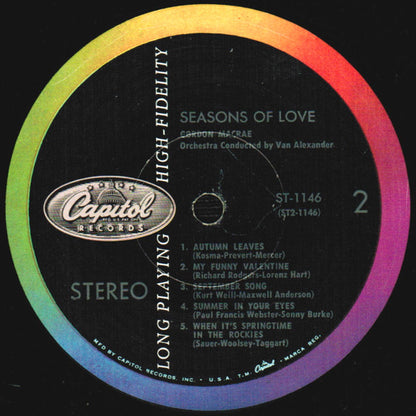 SEASONS OF LOVE
GORDON MACRAE
Orchestra Conducted by Van Alexander
LONG PLAYING HIGH-FIDELITY
Capitol
RECORDS
STEREO
ST-1146
(ST2-1146)
2
1. AUTUMN LEAVES
(Kosma-Prevert-Mercer)
2. MY FUNNY VALENTINE
(Richard Rodgers-Lorenz Hart)
3. SEPTEMBER SONG
(Kurt Weill-Maxwell Anderson)
4. SUMMER IN YOUR EYES
(Paul Francis Webster-Sonny Burke)
5. WHEN IT'S SPRINGTIME
IN THE ROCKIES
(Sauer-Woolsey-Taggart)
MFD BY CAPITOL RECORDS, INC. • U.S.A. T.M. Capitol • MARCA REG.